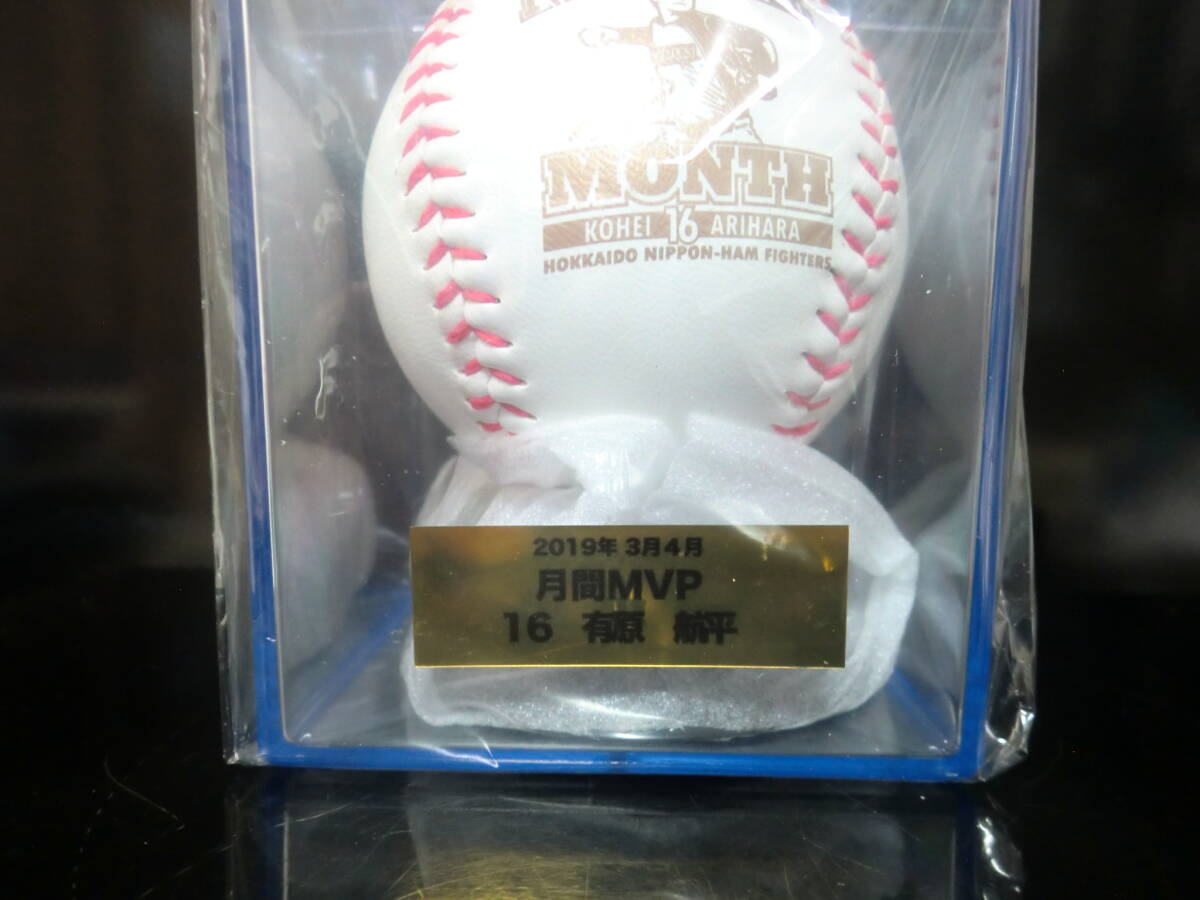 MONTH
KOHEI 16 ARIHARA
HOKKAIDO NIPPON-HAM FIGHTERS
2019年 3月4月
月間MVP
16 有原 航平